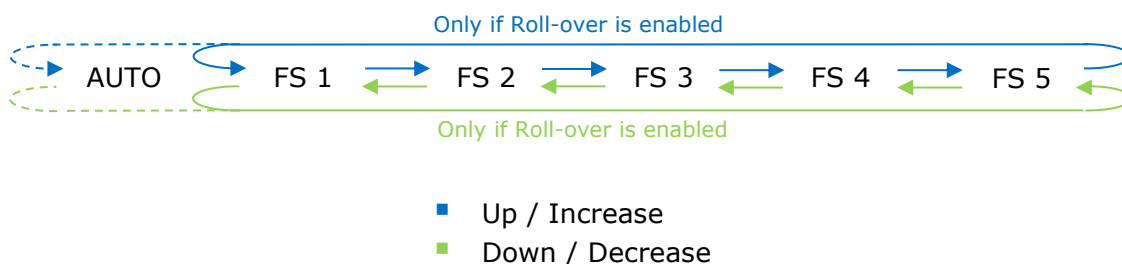 Only if Roll-over is enabled
AUTO FS 1 FS 2 FS 3 FS 4 FS 5
Only if Roll-over is enabled
Up / Increase
Down / Decrease